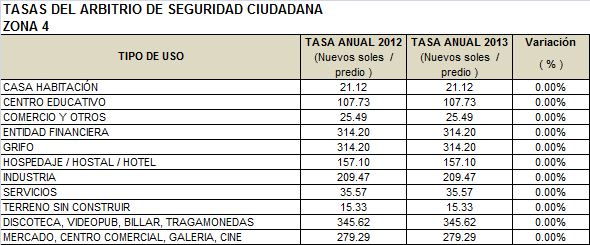 TASAS DEL ARBITRIO DE SEGURIDAD CIUDADANA
ZONA 4
TIPO DE USO TASA ANUAL 2012 TASA ANUAL 2013 Variación
(Nuevos soles / predio ) (Nuevos soles / predio ) ( % )
CASA HABITACIÓN 21.12 21.12 0.00%
CENTRO EDUCATIVO 107.73 107.73 0.00%
COMERCIO Y OTROS 25.49 25.49 0.00%
ENTIDAD FINANCIERA 314.20 314.20 0.00%
GRIFO 314.20 314.20 0.00%
HOSPEDAJE / HOSTAL / HOTEL 157.10 157.10 0.00%
INDUSTRIA 209.47 209.47 0.00%
SERVICIOS 35.57 35.57 0.00%
TERRENO SIN CONSTRUIR 15.33 15.33 0.00%
DISCOTECA, VIDEOPUB, BILLAR, TRAGAMONEDAS 345.62 345.62 0.00%
MERCADO, CENTRO COMERCIAL, GALERIA, CINE 279.29 279.29 0.00%